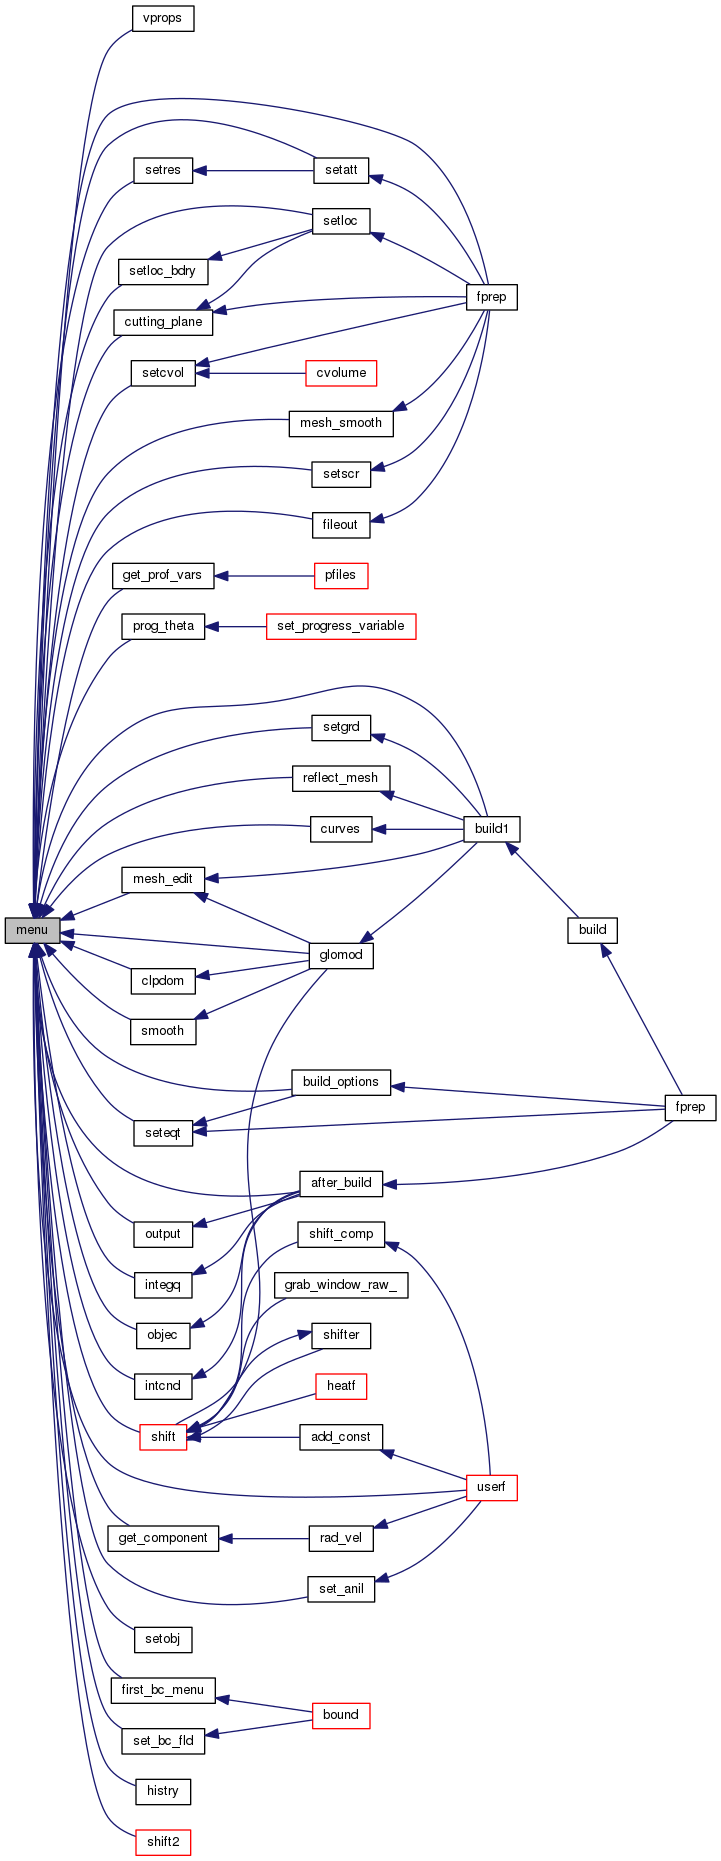 vprops
setres
setatt
setloc
setloc_bdry
fprep
cutting_plane
setcvol
cvolume
mesh_smooth
setscr
fileout
get_prof_vars
pfiles
prog_theta
set_progress_variable
setgrd
reflect_mesh
curves
build1
mesh_edit
menu
build
glomod
clpdom
smooth
build_options
fprep
seteqt
after_build
output
shift_comp
integq
grab_window_raw_
objec
shifter
intcnd
heatf
shift
add_const
userf
get_component
rad_vel
set_anil
setobj
first_bc_menu
bound
set_bc_fld
histry
shift2